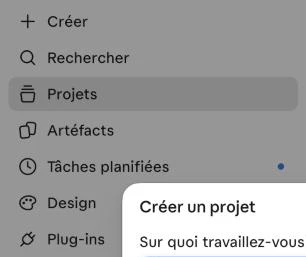 Créer
Rechercher
Projets
Artéfacts
Tâches planifiées
Design
Plug-ins
Créer un projet
Sur quoi travaillez-vous